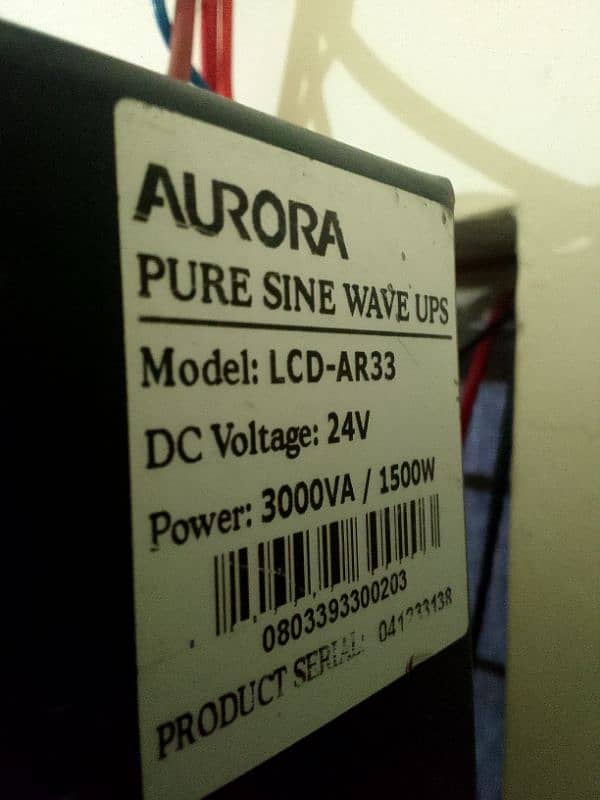 AURORA
PURE SINE WAVE UPS
Model: LCD-AR33
DC Voltage: 24V
Power: 3000VA / 1500W
0803393300203
PRODUCT SERIAL: